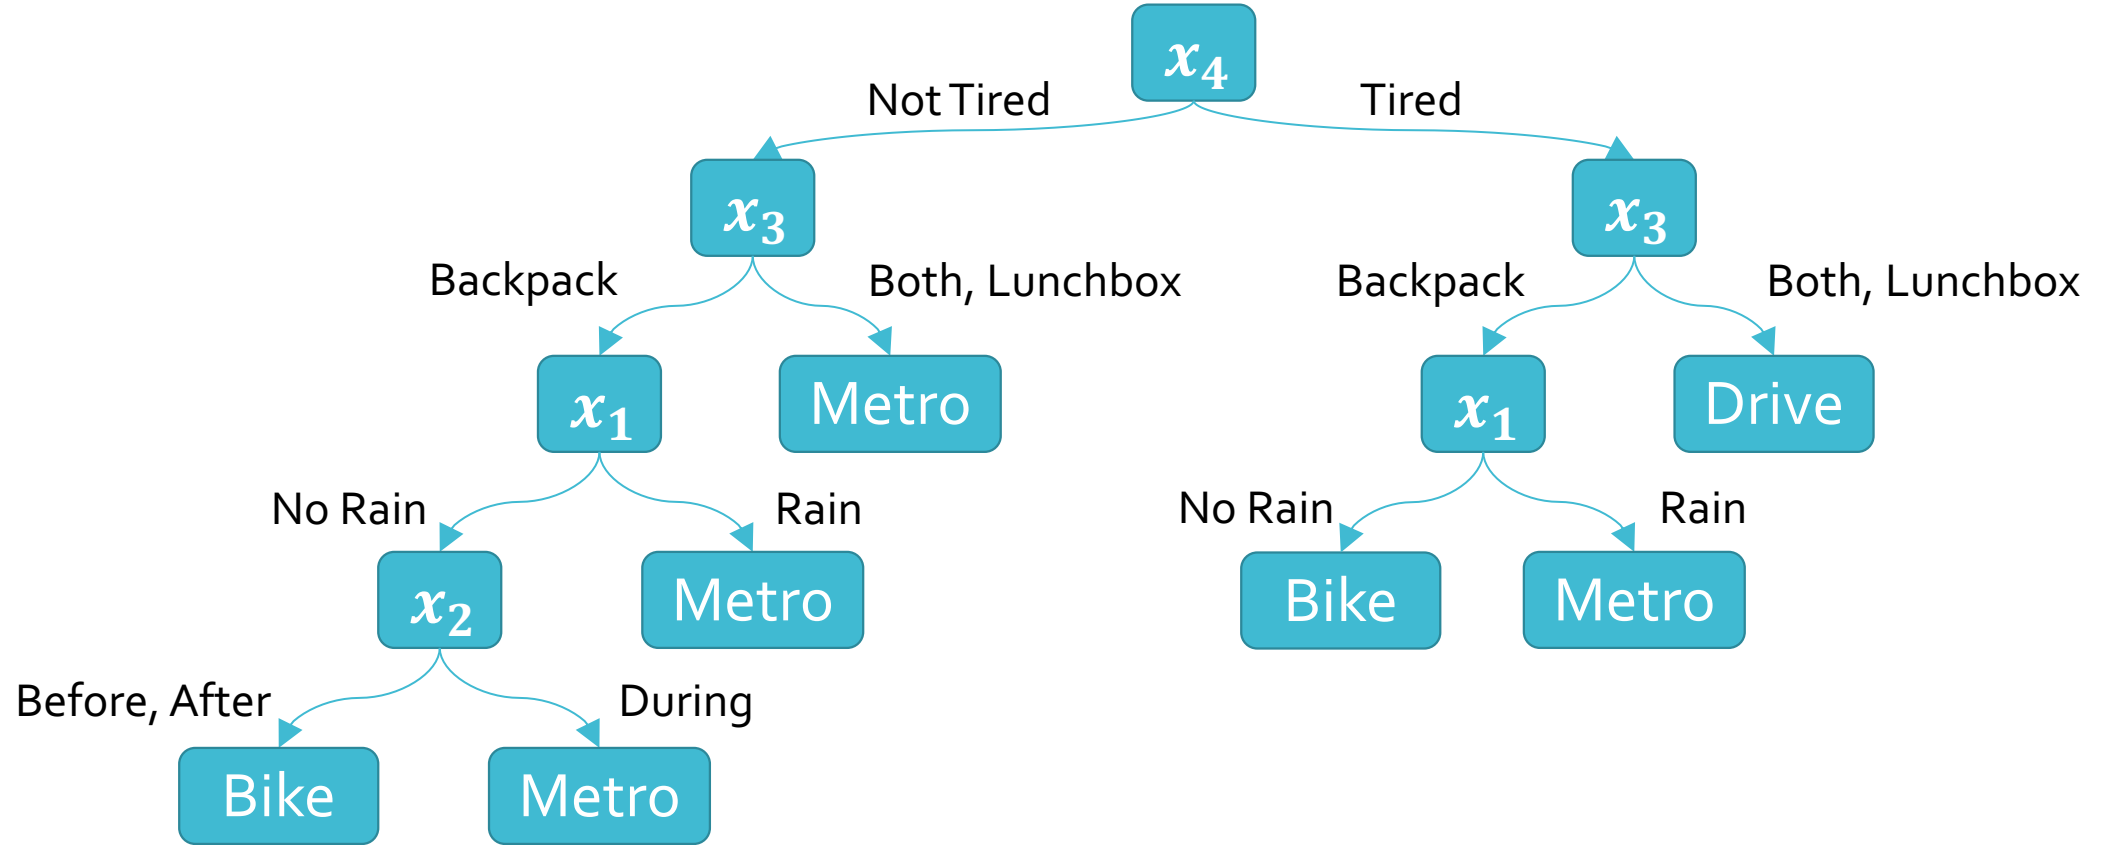 x₄
Not Tired
Tired
x₃
x₃
Backpack
Both, Lunchbox
Backpack
Both, Lunchbox
x₁
Metro
x₁
Drive
No Rain
Rain
No Rain
Rain
x₂
Metro
Bike
Metro
Before, After
During
Bike
Metro